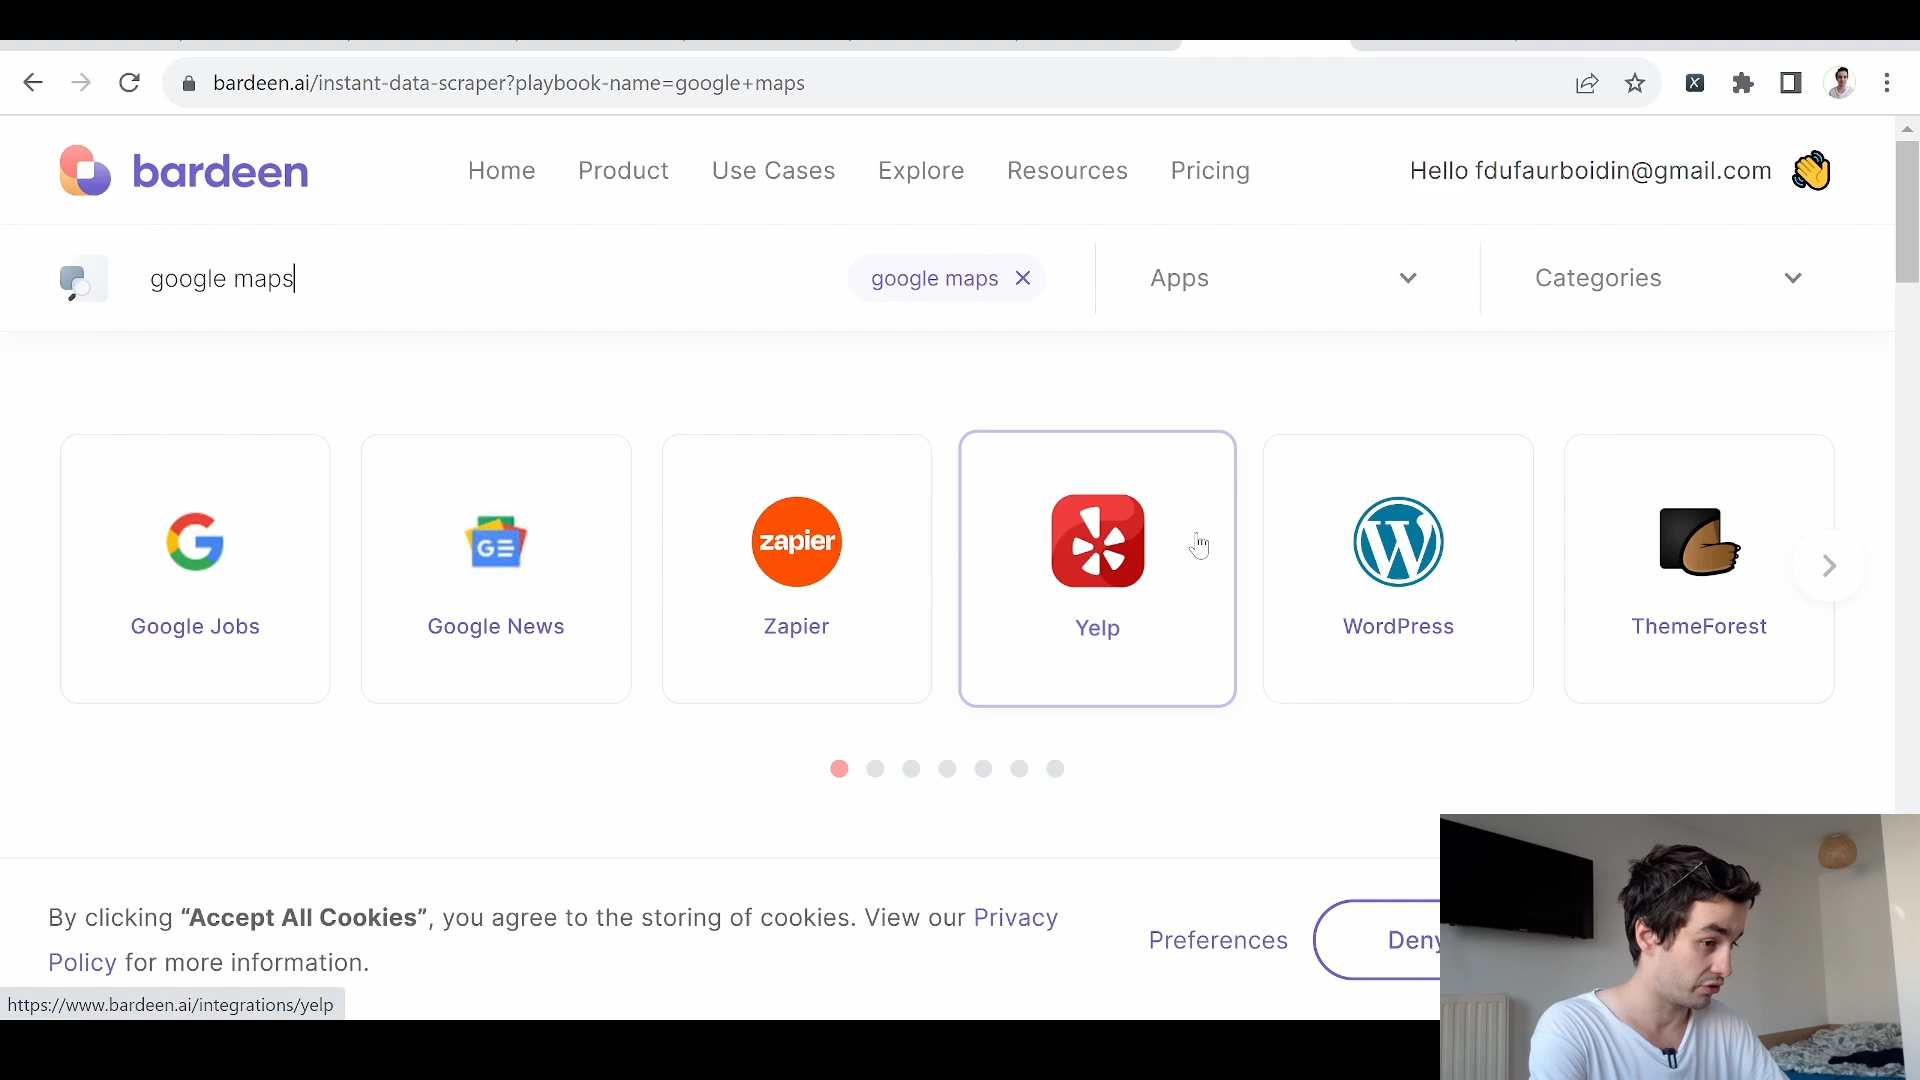 bardeen.ai/instant-data-scraper?playbook-name=google+maps
bardeen
Home
Product
Use Cases
Explore
Resources
Pricing
Hello fdufaurboidin@gmail.com
google maps
google maps
Apps
Categories
zapier
GE
Google Jobs
Google News
Zapier
Yelp
WordPress
ThemeForest
By clicking “Accept All Cookies”, you agree to the storing of cookies. View our Privacy
Policy for more information.
Preferences
Deny
https://www.bardeen.ai/integrations/yelp